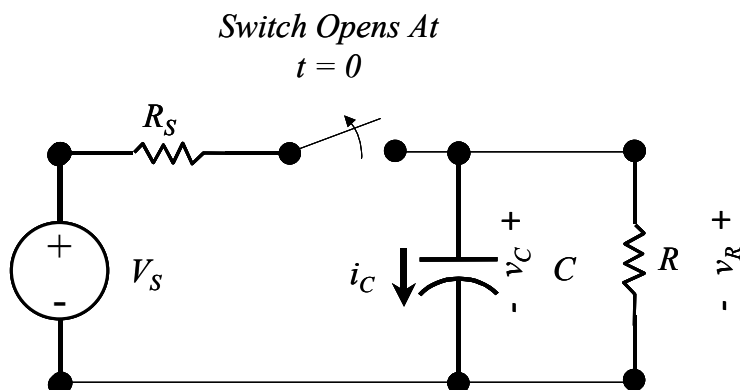 Switch Opens At
t = 0
R_S
+
-
V_S
i_C
+
v_C
-
C
R
+
v_R
-